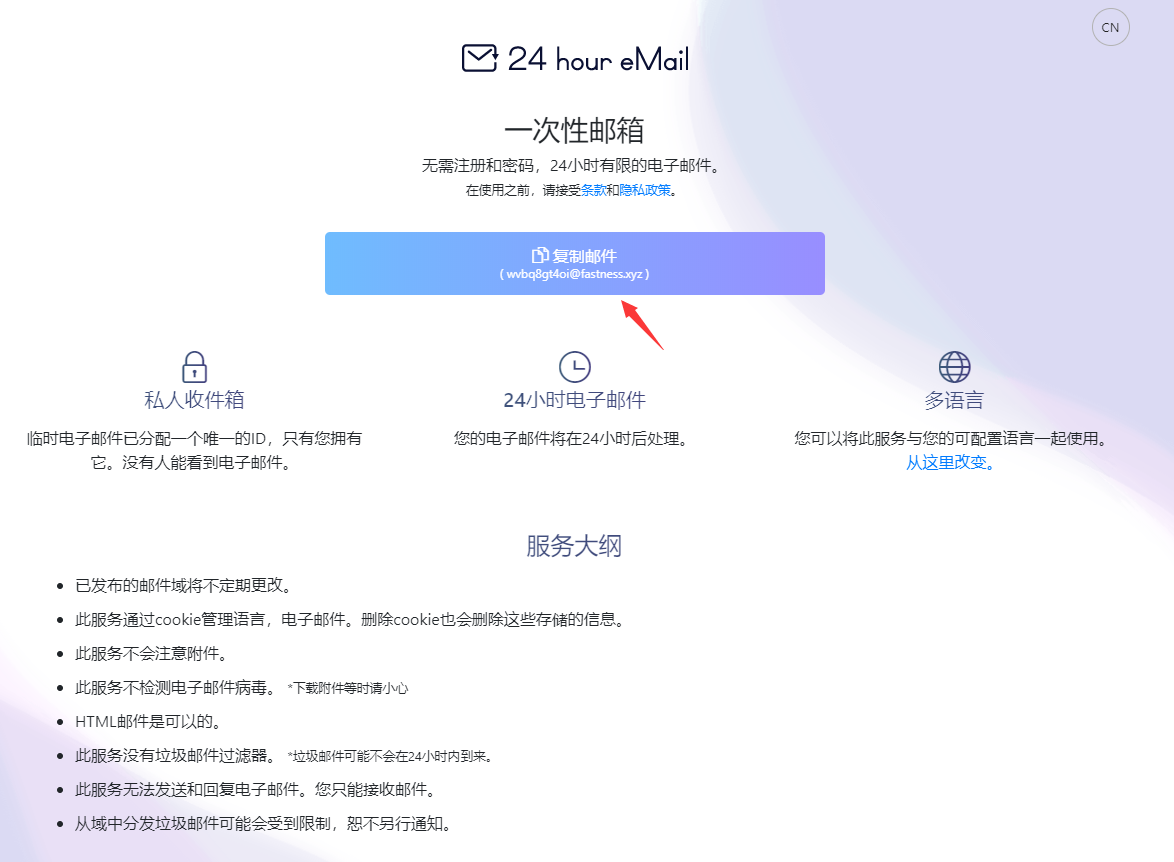 CN
24 hour eMail
一次性邮箱
无需注册和密码，24小时有限的电子邮件。
在使用之前，请接受条款和隐私政策。
复制邮件
( wvbq8gt4oi@fastness.xyz )
私人收件箱
临时电子邮件已分配一个唯一的ID，只有您拥有
它。没有人能看到电子邮件。
24小时电子邮件
您的电子邮件将在24小时后处理。
多语言
您可以将此服务与您的可配置语言一起使用。
从这里改变。
服务大纲
• 已发布的邮件域将不定期更改。
• 此服务通过cookie管理语言，电子邮件。删除cookie也会删除这些存储的信息。
• 此服务不会注意附件。
• 此服务不检测电子邮件病毒。 *下载附件等时请小心
• HTML邮件是可以的。
• 此服务没有垃圾邮件过滤器。 *垃圾邮件可能不会在24小时内到来。
• 此服务无法发送和回复电子邮件。您只能接收邮件。
• 从域中分发垃圾邮件可能会受到限制，恕不另行通知。